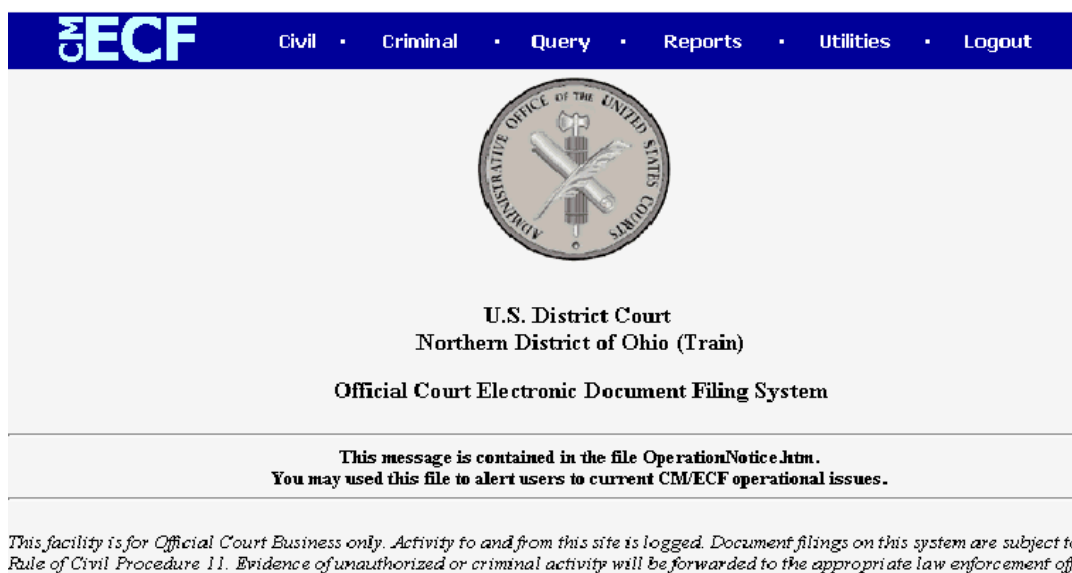 CM ECF Civil · Criminal · Query · Reports · Utilities · Logout
ADMINISTRATIVE OFFICE OF THE UNITED STATES COURTS
U.S. District Court
Northern District of Ohio (Train)
Official Court Electronic Document Filing System
This message is contained in the file OperationNotice.htm.
You may used this file to alert users to current CM/ECF operational issues.
This facility is for Official Court Business only. Activity to and from this site is logged. Document filings on this system are subject to
Rule of Civil Procedure 11. Evidence of unauthorized or criminal activity will be forwarded to the appropriate law enforcement